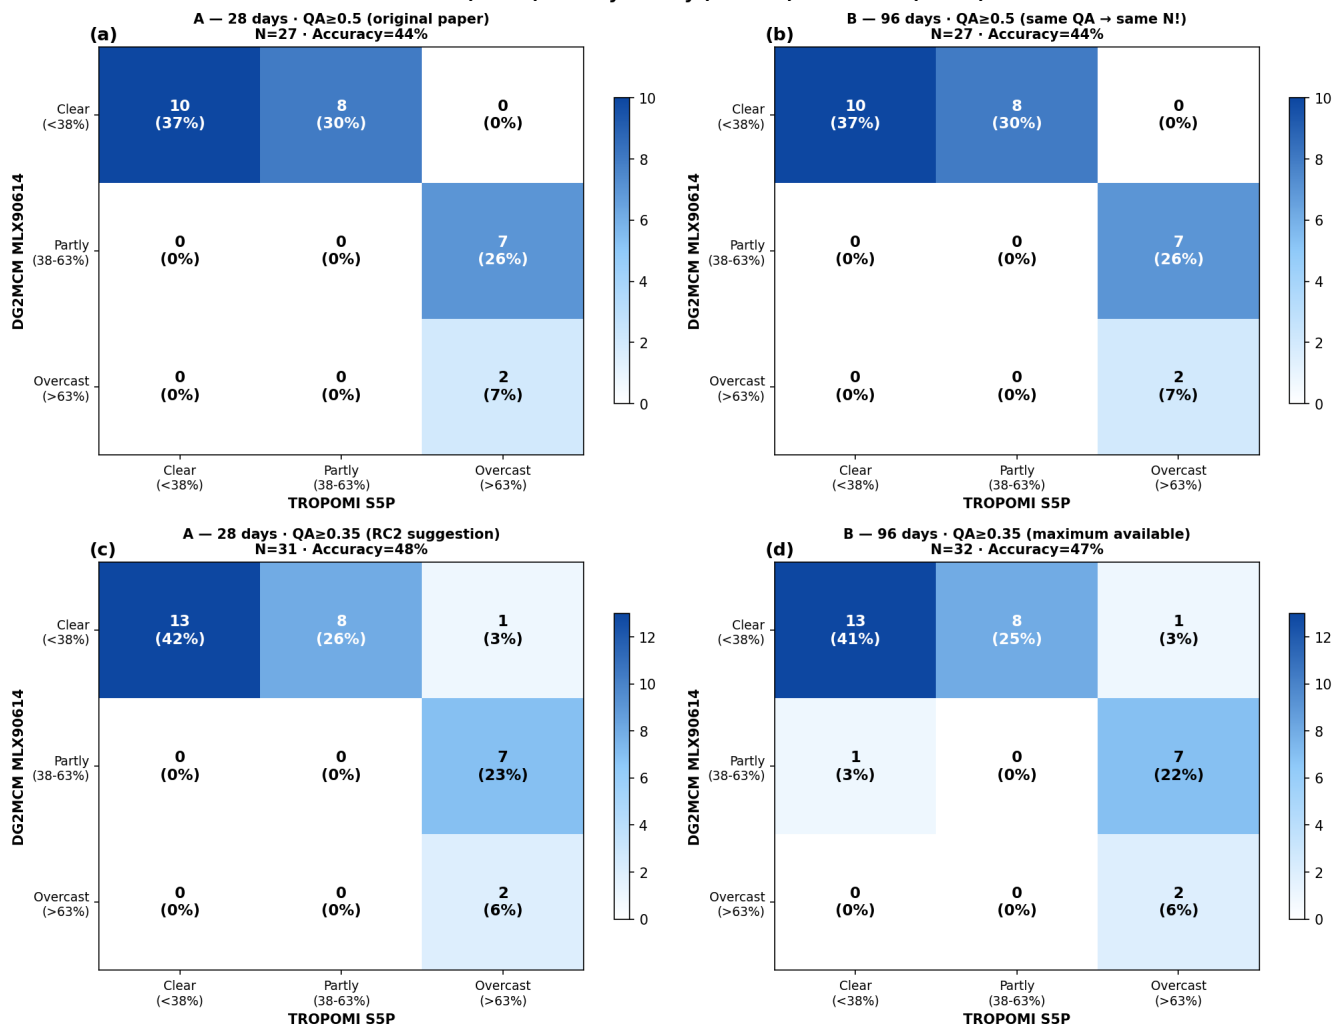 A — 28 days · QA≥0.5 (original paper)
N=27 · Accuracy=44%
(a)
DG2MCM MLX90614
Clear
(<38%)
10
(37%)
8
(30%)
0
(0%)
Partly
(38-63%)
0
(0%)
0
(0%)
7
(26%)
Overcast
(>63%)
0
(0%)
0
(0%)
2
(7%)
Clear
(<38%)
Partly
(38-63%)
Overcast
(>63%)
TROPOMI S5P
10
8
6
4
2
0
B — 96 days · QA≥0.5 (same QA → same N!)
N=27 · Accuracy=44%
(b)
DG2MCM MLX90614
Clear
(<38%)
10
(37%)
8
(30%)
0
(0%)
Partly
(38-63%)
0
(0%)
0
(0%)
7
(26%)
Overcast
(>63%)
0
(0%)
0
(0%)
2
(7%)
Clear
(<38%)
Partly
(38-63%)
Overcast
(>63%)
TROPOMI S5P
10
8
6
4
2
0
A — 28 days · QA≥0.35 (RC2 suggestion)
N=31 · Accuracy=48%
(c)
DG2MCM MLX90614
Clear
(<38%)
13
(42%)
8
(26%)
1
(3%)
Partly
(38-63%)
0
(0%)
0
(0%)
7
(23%)
Overcast
(>63%)
0
(0%)
0
(0%)
2
(6%)
Clear
(<38%)
Partly
(38-63%)
Overcast
(>63%)
TROPOMI S5P
12
10
8
6
4
2
0
B — 96 days · QA≥0.35 (maximum available)
N=32 · Accuracy=47%
(d)
DG2MCM MLX90614
Clear
(<38%)
13
(41%)
8
(25%)
1
(3%)
Partly
(38-63%)
1
(3%)
0
(0%)
7
(22%)
Overcast
(>63%)
0
(0%)
0
(0%)
2
(6%)
Clear
(<38%)
Partly
(38-63%)
Overcast
(>63%)
TROPOMI S5P
12
10
8
6
4
2
0